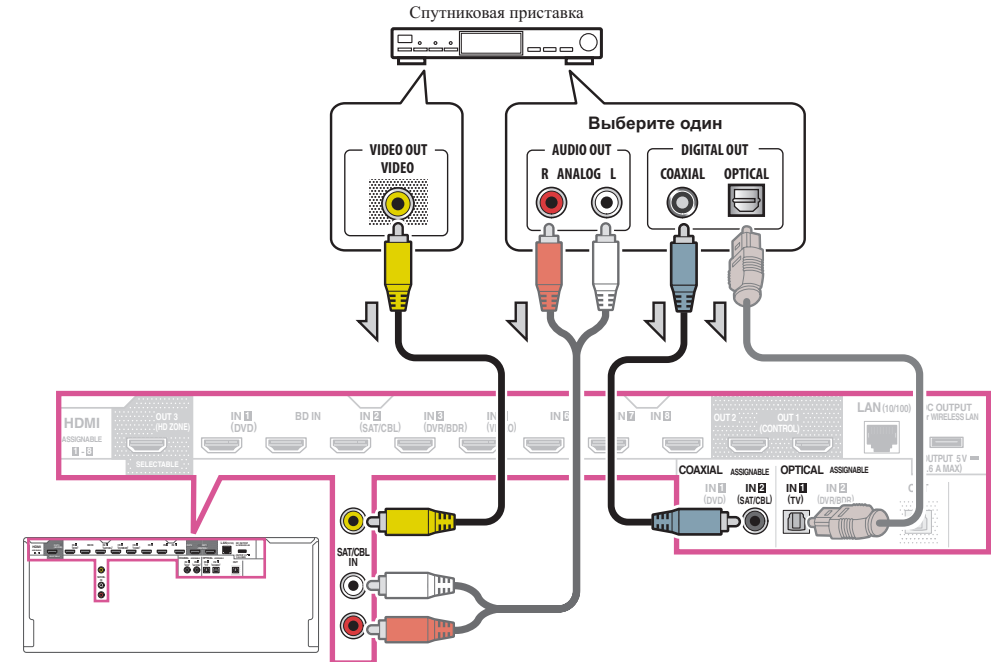 Спутниковая приставка
Выберите один
VIDEO OUT
VIDEO
AUDIO OUT
R ANALOG L
DIGITAL OUT
COAXIAL OPTICAL
HDMI
ASSIGNABLE
1 - 8
OUT 3
(HD ZONE)
SELECTABLE
IN 1
(DVD)
BD IN
IN 2
(SAT/CBL)
IN 3
(DVR/BDR)
IN
IN
IN 7
IN 8
OUT 2
OUT 1
(CONTROL)
LAN (10/100)
OUTPUT
WIRELESS LAN
OUTPUT 5 V
A MAX)
COAXIAL ASSIGNABLE
IN 1
(DVD)
IN 2
(SAT/CBL)
OPTICAL ASSIGNABLE
IN 1
(TV)
IN 2
(DVR/BDR)
SAT/CBL
IN